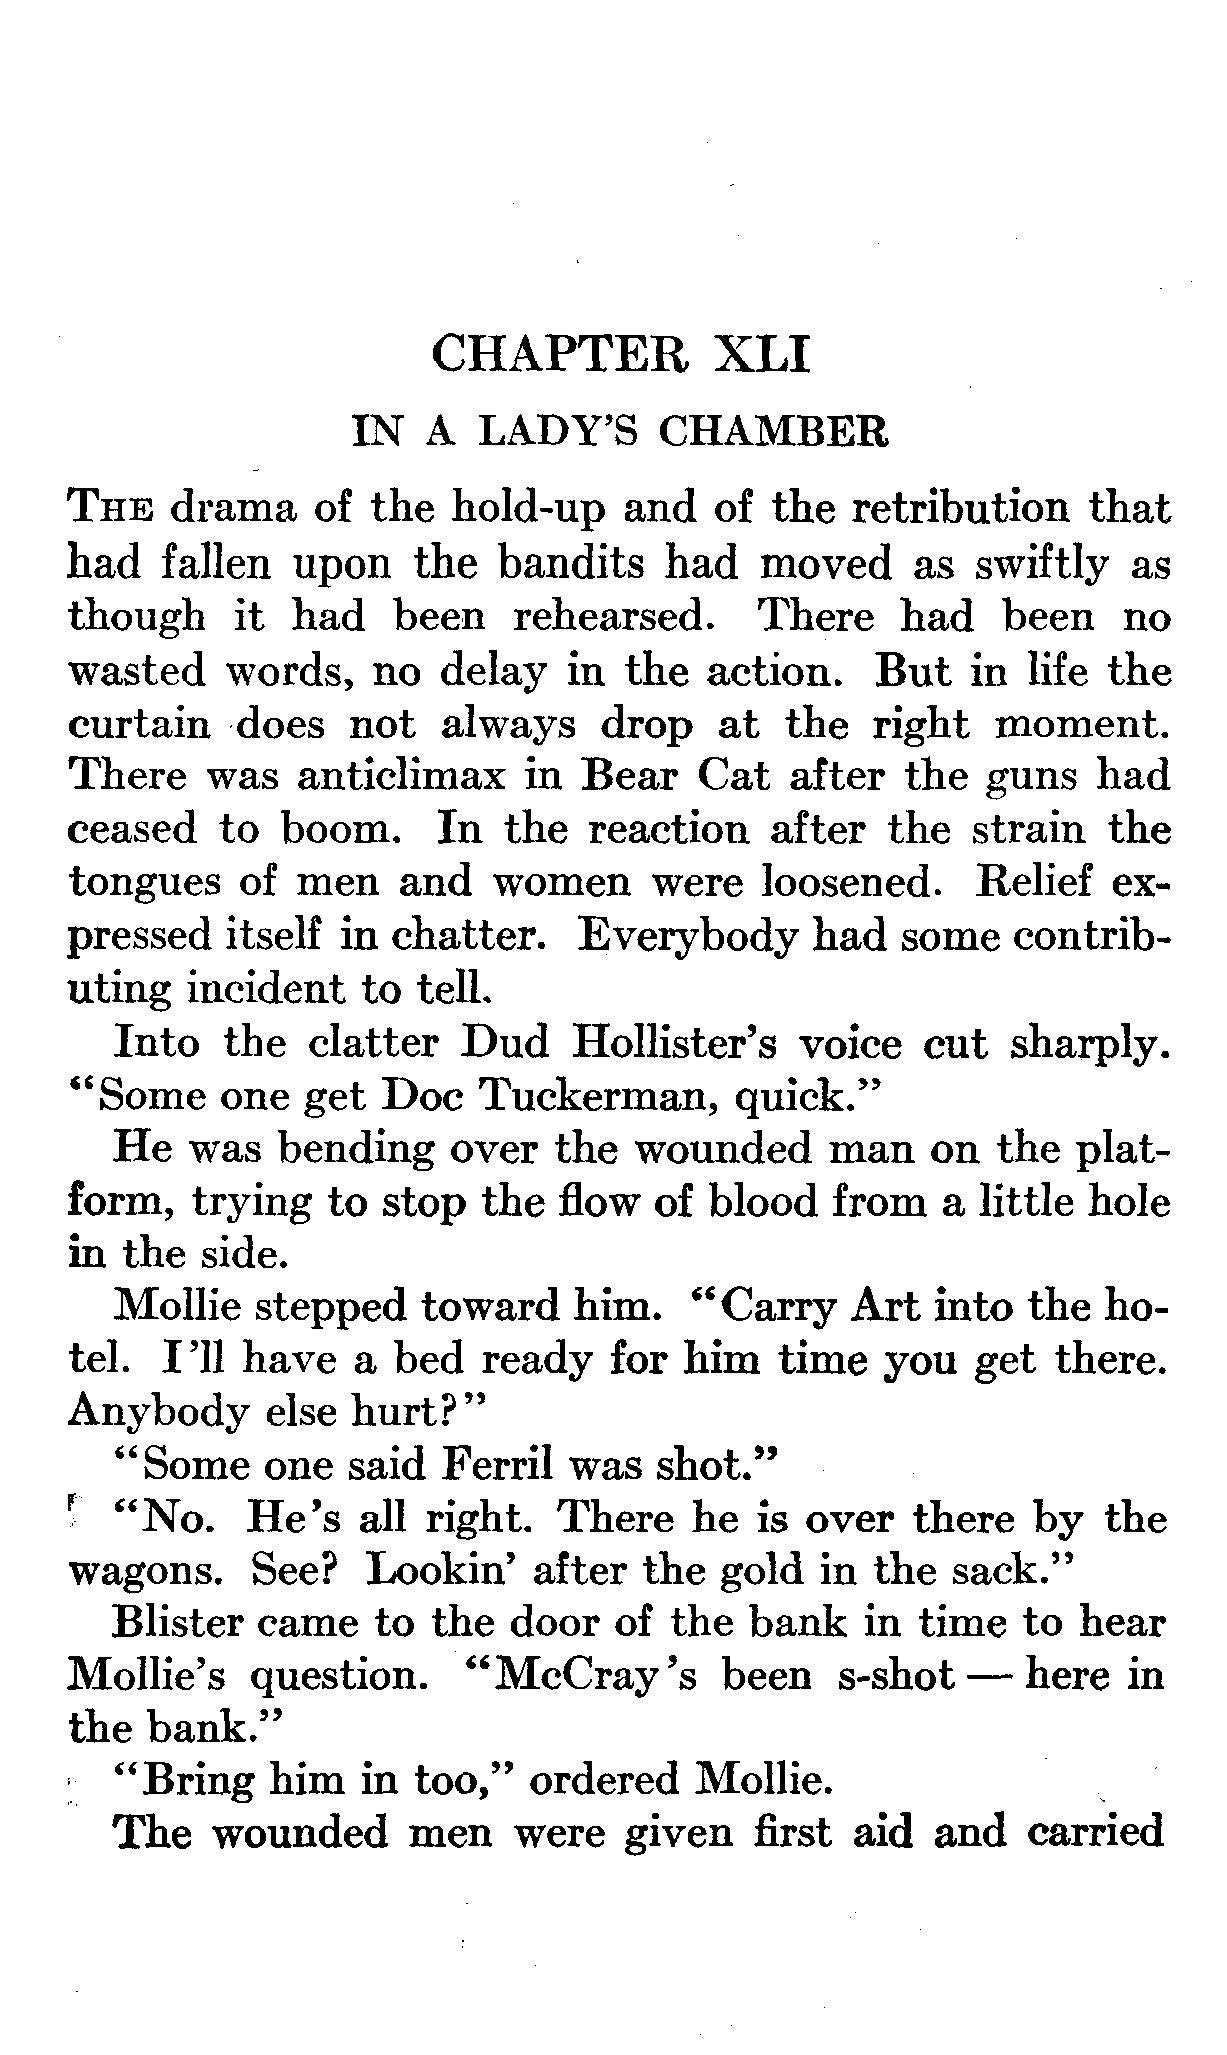 CHAPTER XLI
IN A LADY'S CHAMBER
THE drama of the hold-up and of the retribution that
had fallen upon the bandits had moved as swiftly as
though it had been rehearsed. There had been no
wasted words, no delay in the action. But in life the
curtain does not always drop at the right moment.
There was anticlimax in Bear Cat after the guns had
ceased to boom. In the reaction after the strain the
tongues of men and women were loosened. Relief ex-
pressed itself in chatter. Everybody had some contrib-
uting incident to tell.
Into the clatter Dud Hollister's voice cut sharply.
"Some one get Doc Tuckerman, quick."
He was bending over the wounded man on the plat-
form, trying to stop the flow of blood from a little hole
in the side.
Mollie stepped toward him. "Carry Art into the ho-
tel. I'll have a bed ready for him time you get there.
Anybody else hurt?"
"Some one said Ferril was shot."
"No. He's all right. There he is over there by the
wagons. See? Lookin' after the gold in the sack."
Blister came to the door of the bank in time to hear
Mollie's question. "McCray's been s-shot — here in
the bank."
"Bring him in too," ordered Mollie.
The wounded men were given first aid and carried